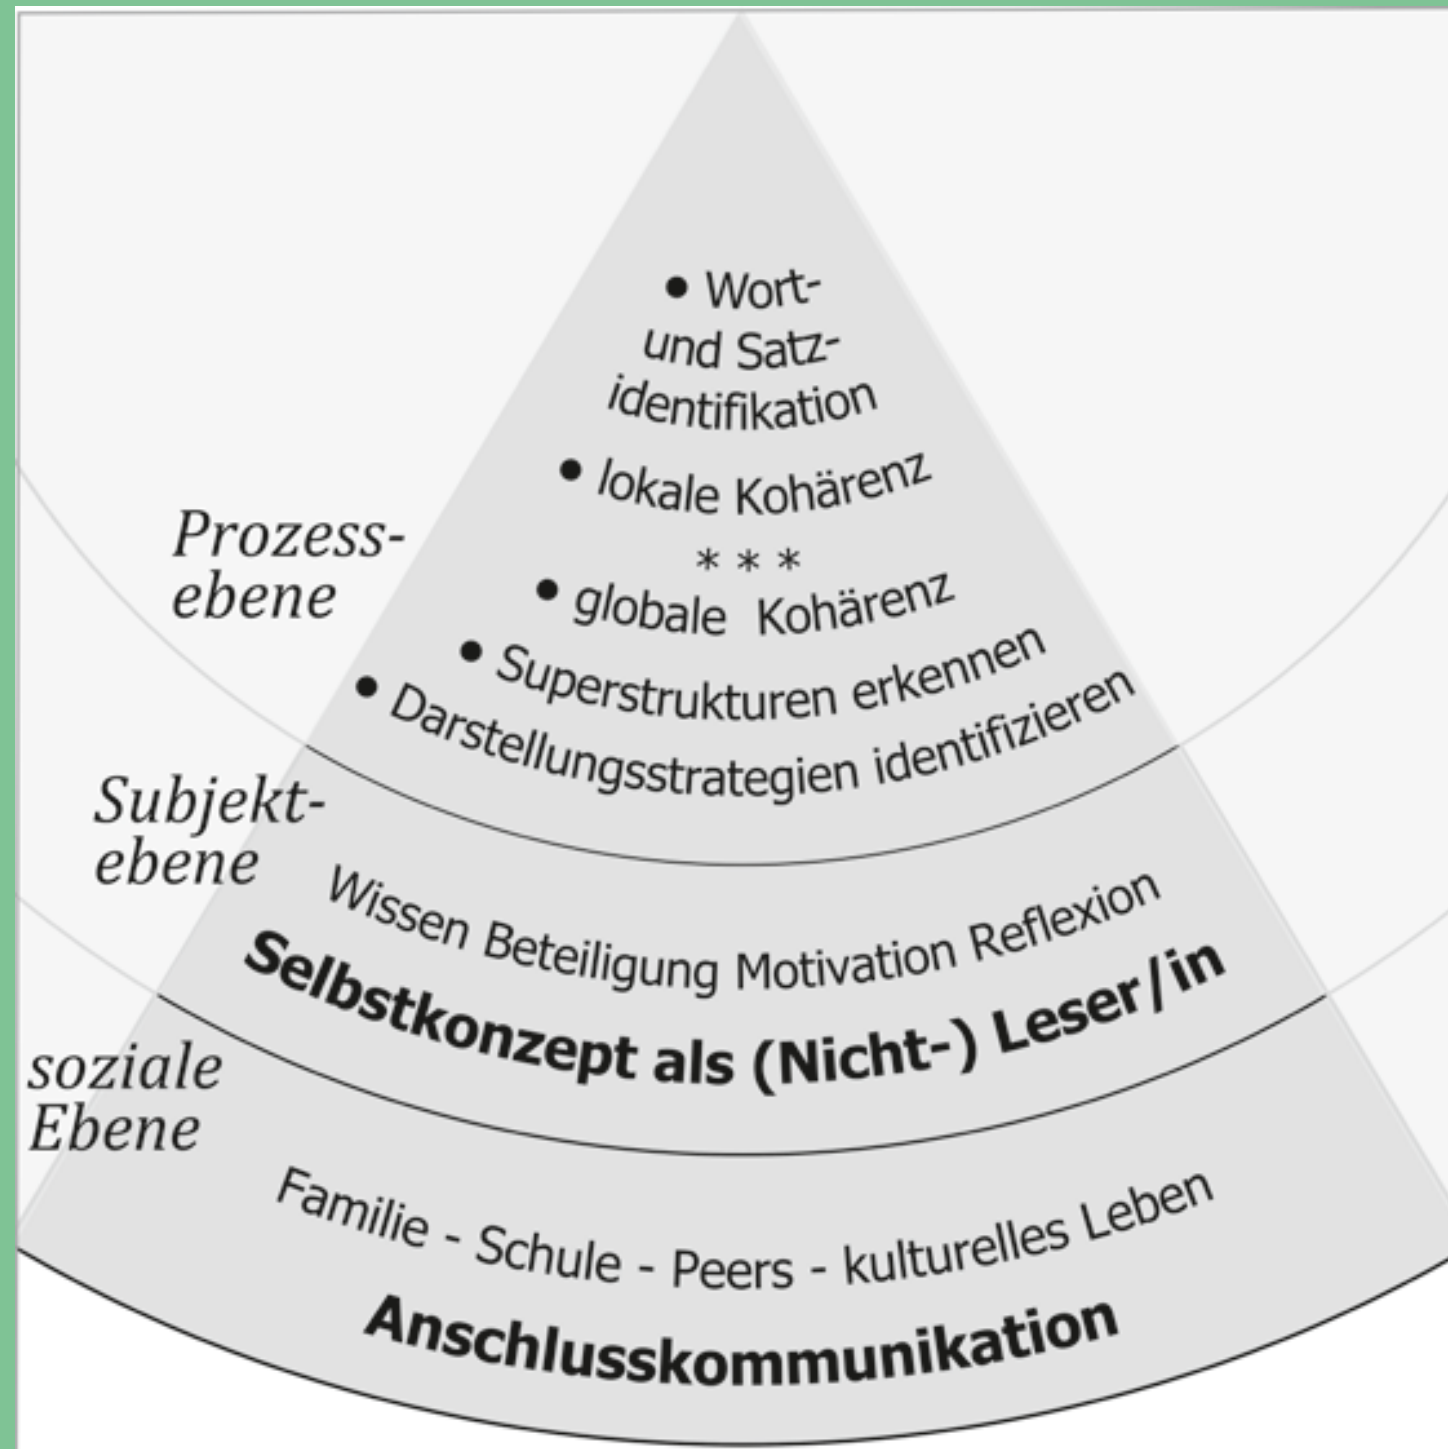 • Wort-
und Satz-
identifikation
• lokale Kohärenz
* * *
• globale Kohärenz
• Superstrukturen erkennen
• Darstellungsstrategien identifizieren
Prozess-
ebene
Wissen Beteiligung Motivation Reflexion
Selbstkonzept als (Nicht-) Leser/in
Subjekt-
ebene
Familie - Schule - Peers - kulturelles Leben
Anschlusskommunikation
soziale
Ebene